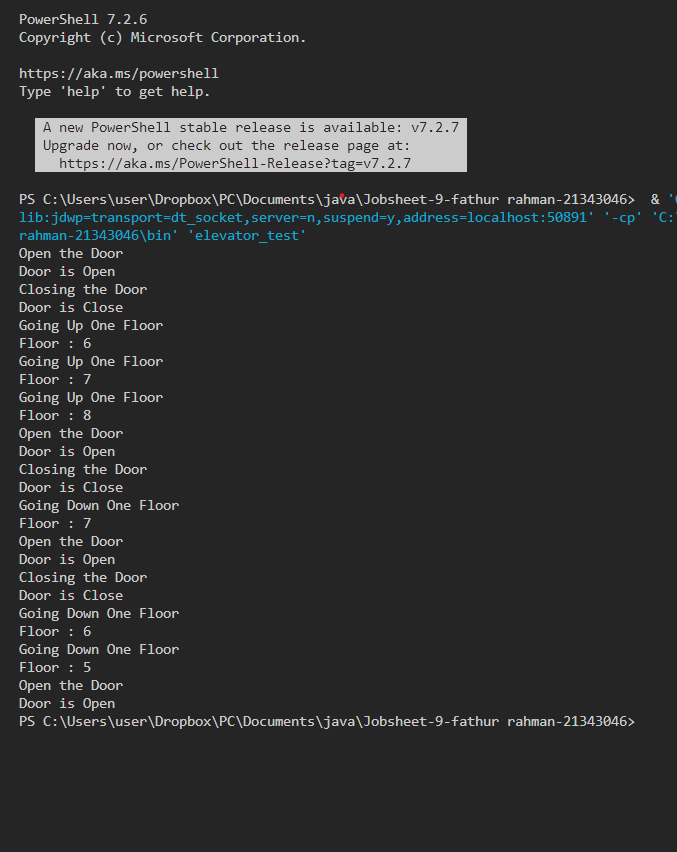 PowerShell 7.2.6
Copyright (c) Microsoft Corporation.
https://aka.ms/powershell
Type 'help' to get help.
A new PowerShell stable release is available: v7.2.7
Upgrade now, or check out the release page at:
https://aka.ms/PowerShell-Release?tag=v7.2.7
PS C:\Users\user\Dropbox\PC\Documents\java\Jobsheet-9-fathur rahman-21343046>  & '
lib:jdwp=transport=dt_socket,server=n,suspend=y,address=localhost:50891' '-cp' 'C:
rahman-21343046\bin' 'elevator_test'
Open the Door
Door is Open
Closing the Door
Door is Close
Going Up One Floor
Floor : 6
Going Up One Floor
Floor : 7
Going Up One Floor
Floor : 8
Open the Door
Door is Open
Closing the Door
Door is Close
Going Down One Floor
Floor : 7
Open the Door
Door is Open
Closing the Door
Door is Close
Going Down One Floor
Floor : 6
Going Down One Floor
Floor : 5
Open the Door
Door is Open
PS C:\Users\user\Dropbox\PC\Documents\java\Jobsheet-9-fathur rahman-21343046>